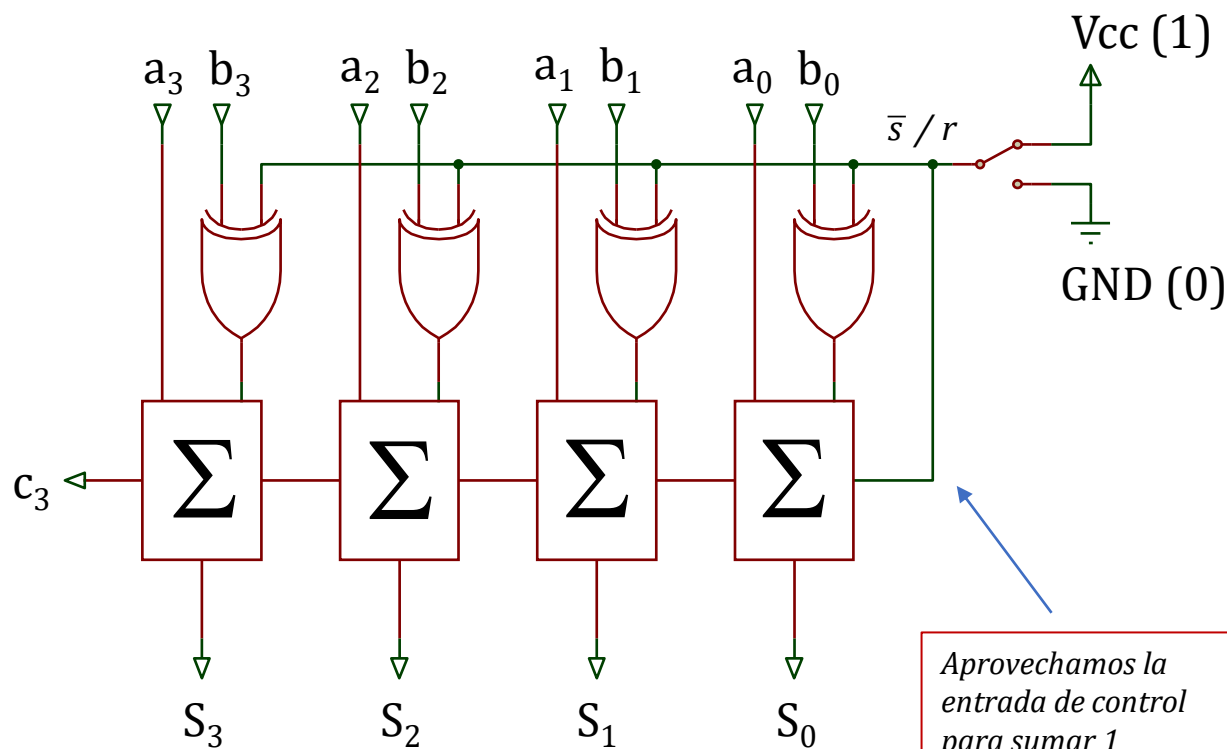 Vcc (1)
a₃ b₃ a₂ b₂ a₁ b₁ a₀ b₀
s̅ / r
GND (0)
Σ Σ Σ Σ
c₃
Aprovechamos la
entrada de control
para sumar 1
S₃ S₂ S₁ S₀